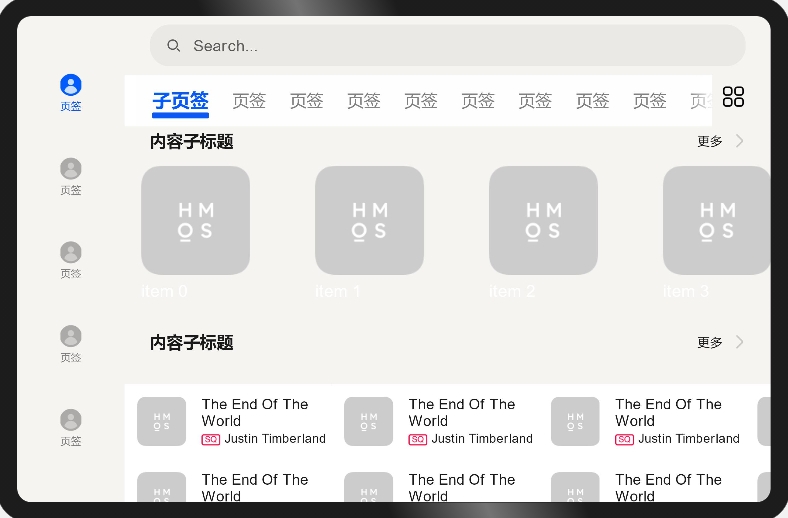 Search...
页签
子页签 页签 页签 页签 页签 页签 页签 页签 页签 页
内容子标题 更多
HM
OS
HM
OS
HM
OS
HM
OS
item 0 item 1 item 2 item 3
页签
页签
页签
页签
内容子标题 更多
HM
OS
The End Of The
World
SQ Justin Timberland
HM
OS
The End Of The
World
SQ Justin Timberland
HM
OS
The End Of The
World
SQ Justin Timberland
HM
The End Of The
World
HM
The End Of The
World
HM
The End Of The
World